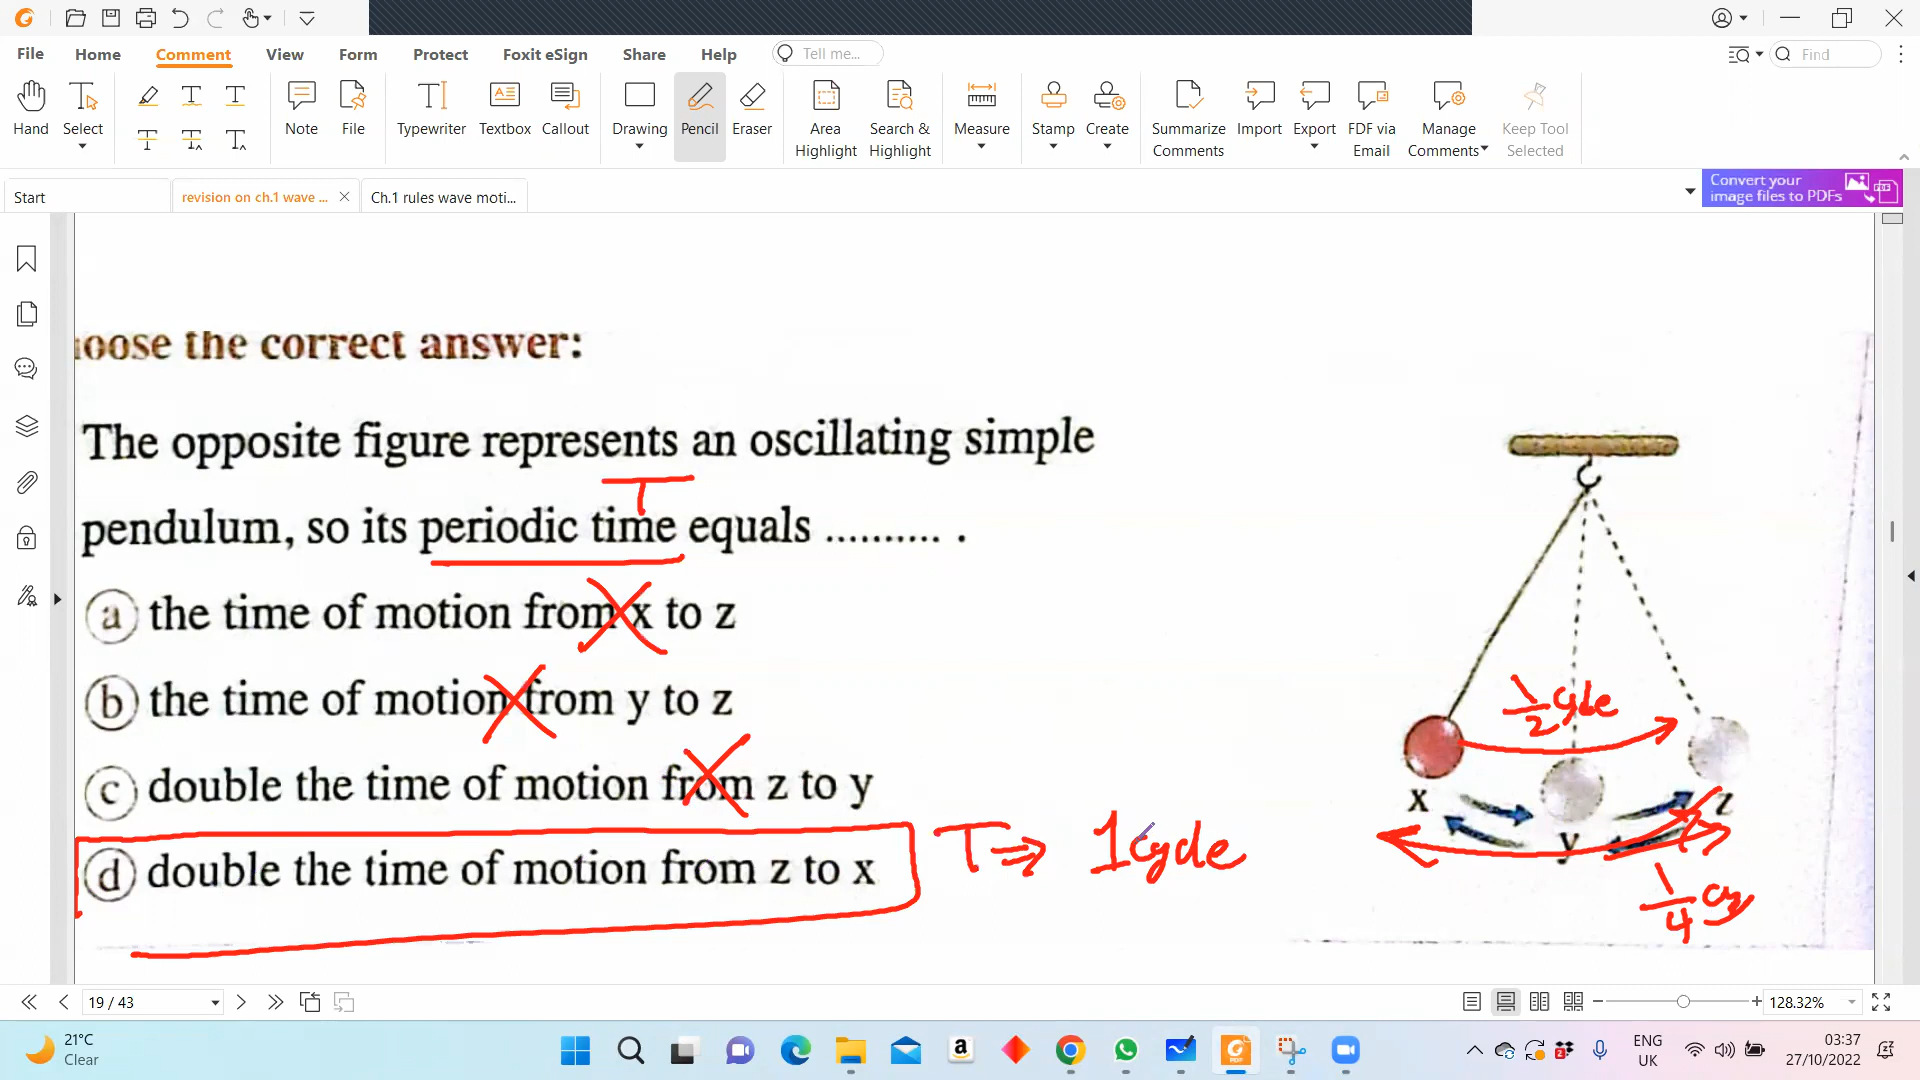 File
Home
Comment
View
Form
Protect
Foxit eSign
Share
Help
Tell me...
Find
Hand
Select
Note
File
Typewriter
Textbox
Callout
Drawing
Pencil
Eraser
Area Highlight
Search & Highlight
Measure
Stamp
Create
Summarize Comments
Import
Export
FDF via Email
Manage Comments
Keep Tool Selected
Start
revision on ch.1 wave ...
Ch.1 rules wave moti...
Convert your
image files to PDFs
oose the correct answer:
The opposite figure represents an oscillating simple
T
pendulum, so its periodic time equals .......... .
a the time of motion from x to z
b the time of motion from y to z
c double the time of motion from z to y
d double the time of motion from z to x
T ⇒ 1 Cycle
1/2 Cycle
x
y
z
1/4 Cy
19 / 43
128.32%
21°C
Clear
ENG
UK
03:37
27/10/2022